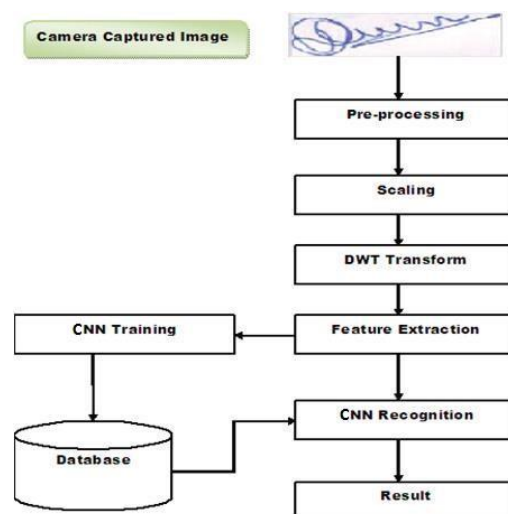 Camera Captured Image
Pre-processing
Scaling
DWT Transform
CNN Training
Feature Extraction
CNN Recognition
Database
Result